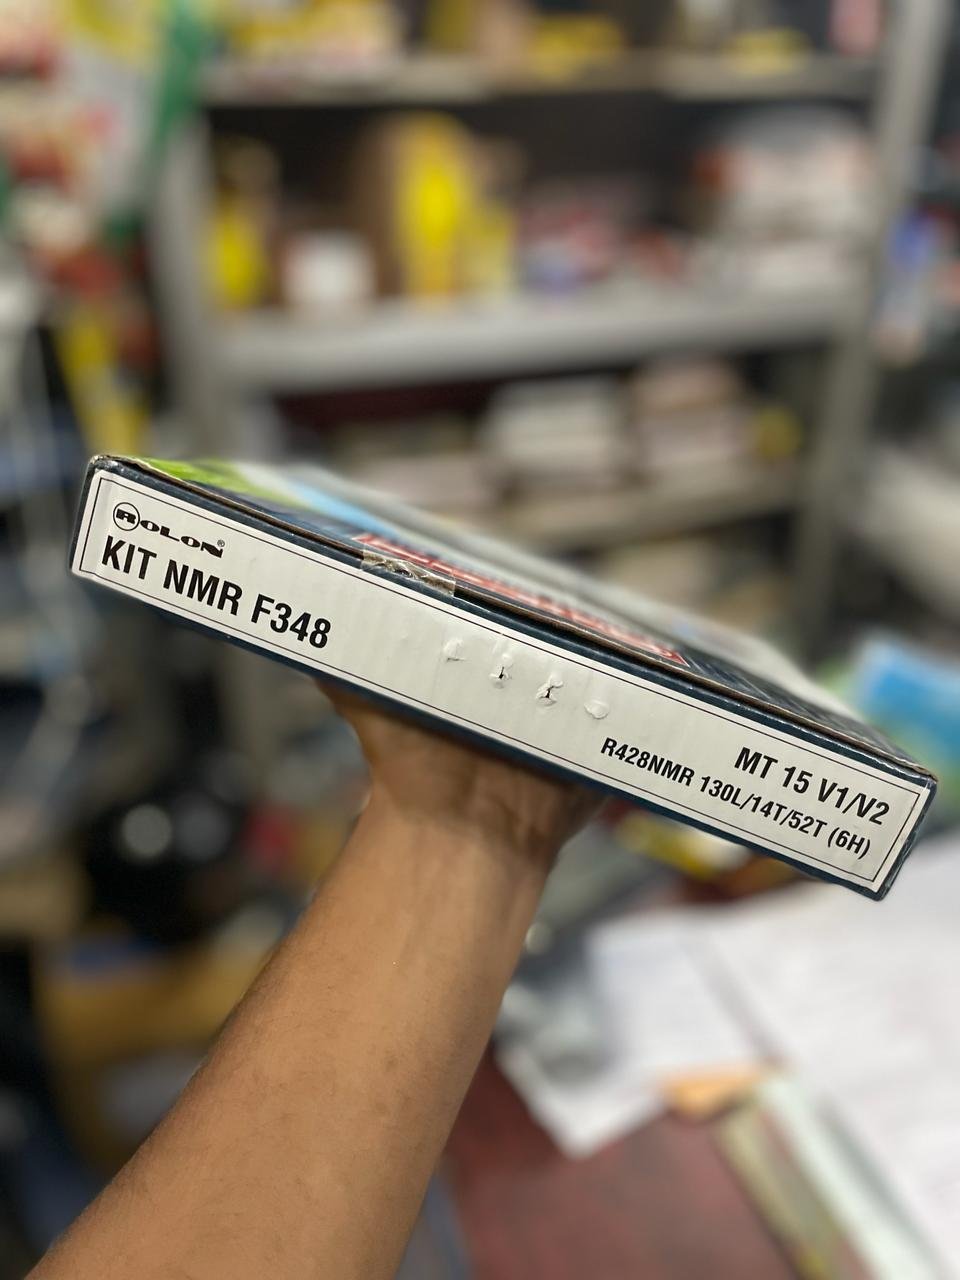 ROLON®
KIT NMR F348
MT 15 V1/V2
R428NMR 130L/14T/52T (6H)